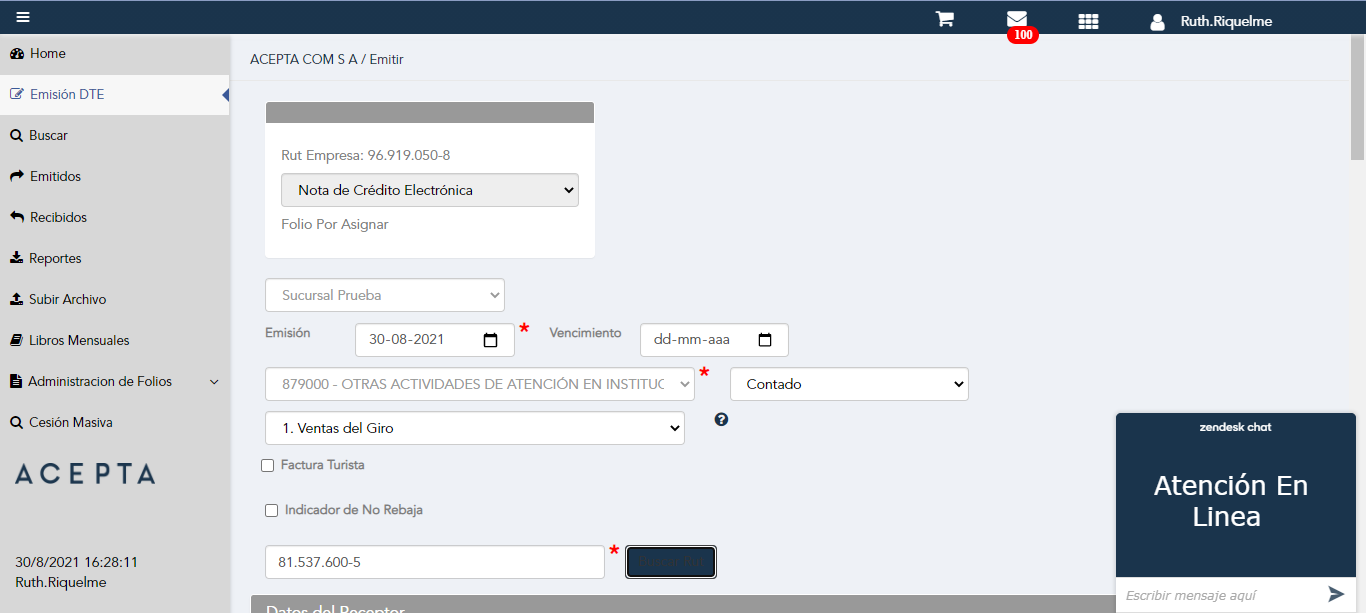 Ruth.Riquelme
100
Home
ACEPTA COM S A / Emitir
Emisión DTE
Buscar
Emitidos
Recibidos
Reportes
Subir Archivo
Libros Mensuales
Administracion de Folios
Cesión Masiva
ACEPTA
30/8/2021 16:28:11
Ruth.Riquelme
Rut Empresa: 96.919.050-8
Nota de Crédito Electrónica
Folio Por Asignar
Sucursal Prueba
Emisión 30-08-2021 * Vencimiento dd-mm-aaa
879000 - OTRAS ACTIVIDADES DE ATENCIÓN EN INSTITUC * Contado
1. Ventas del Giro
Factura Turista
Indicador de No Rebaja
81.537.600-5 *
Datos del Receptor
zendesk chat
Atención En
Linea
Escribir mensaje aquí